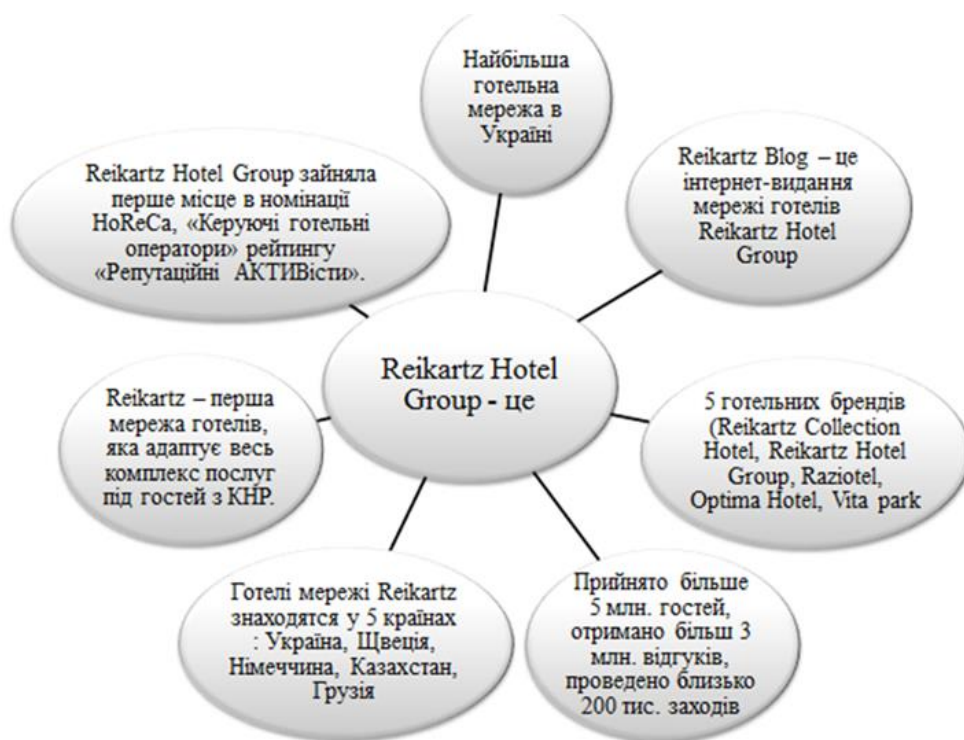 Найбільша
готельна
мережа в
Україні
Reikartz Blog – це
інтернет-видання
мережі готелів
Reikartz Hotel
Group
Reikartz Hotel Group зайняла
перше місце в номінації
HoReCa, «Керуючі готельні
оператори» рейтингу
«Репутаційні АКТИВісти».
Reikartz Hotel
Group - це
Reikartz – перша
мережа готелів,
яка адаптує весь
комплекс послуг
під гостей з КНР.
5 готельних брендів
(Reikartz Collection
Hotel, Reikartz Hotel
Group, Raziotel,
Optima Hotel, Vita park
Готелі мережі Reikartz
знаходятся у 5 країнах
: Україна, Щвеція,
Німеччина, Казахстан,
Грузія
Прийнято більше
5 млн. гостей,
отримано більш 3
млн. відгуків,
проведено близько
200 тис. заходів